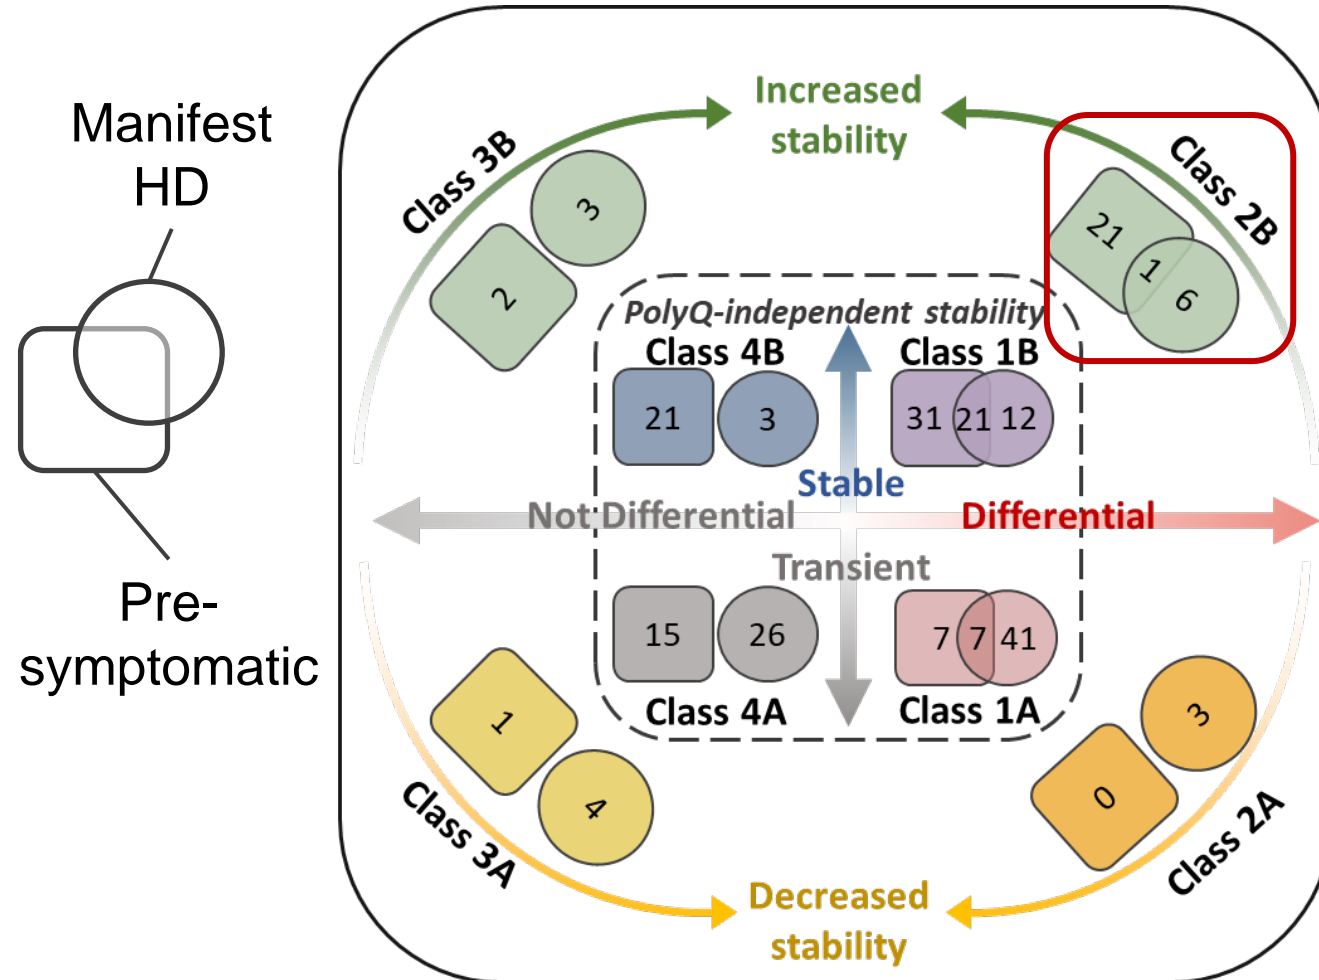 Manifest
HD
Pre-
symptomatic
Increased
stability
Class 3B
3
2
Class 2B
21
1
6
PolyQ-independent stability
Class 4B
21
3
Class 1B
31
21
12
Stable
Not Differential
Differential
Transient
15
26
Class 4A
7
7
41
Class 1A
1
4
Class 3A
3
0
Class 2A
Decreased
stability